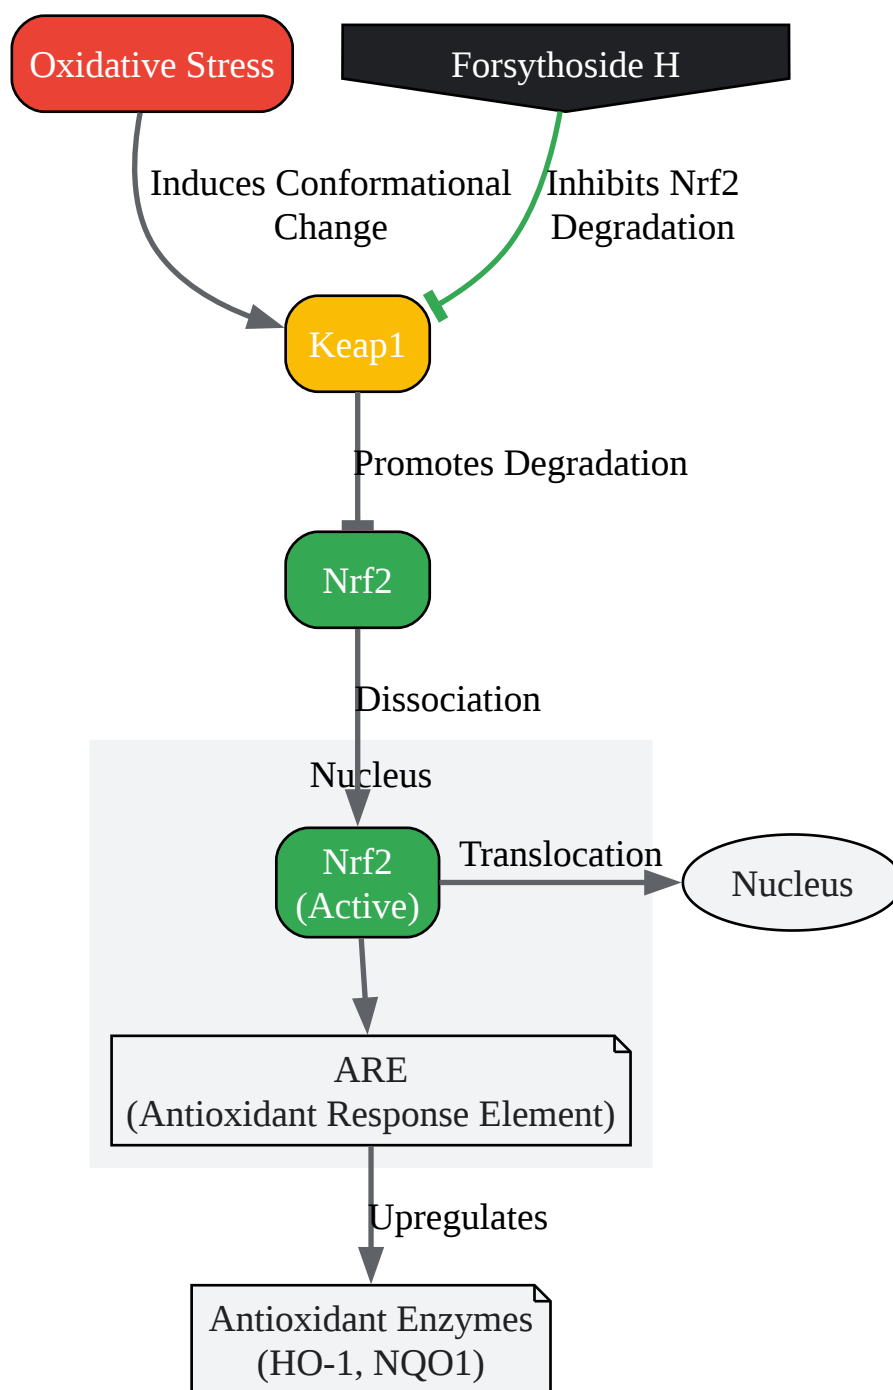 Oxidative Stress
Forsythoside H
Induces Conformational
Change
Inhibits Nrf2
Degradation
Keap1
Promotes Degradation
Nrf2
Dissociation
Nucleus
Nrf2
(Active)
Translocation
Nucleus
ARE
(Antioxidant Response Element)
Upregulates
Antioxidant Enzymes
(HO-1, NQO1)